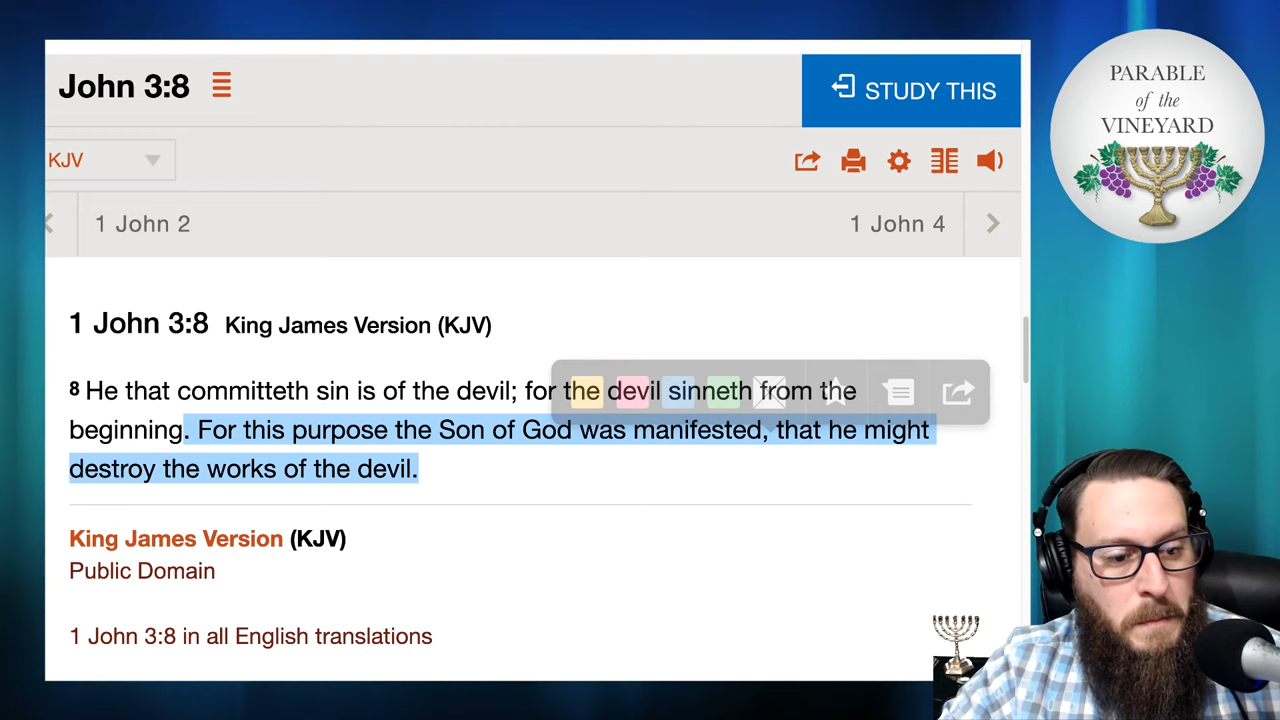 John 3:8
STUDY THIS
KJV
1 John 2
1 John 4
1 John 3:8 King James Version (KJV)
8 He that committeth sin is of the devil; for the devil sinneth from the
beginning. For this purpose the Son of God was manifested, that he might
destroy the works of the devil.
King James Version (KJV)
Public Domain
1 John 3:8 in all English translations
PARABLE
of the
VINEYARD